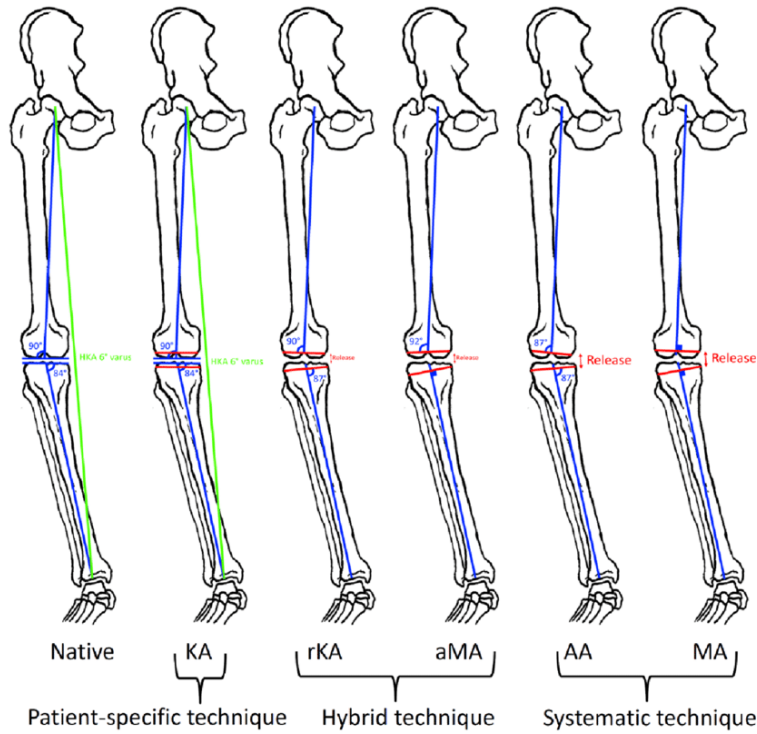 90° HKA 6° varus
84°
90° HKA 6° varus
84°
90° Release
87°
92° Release
87° Release
87°
Release
Native KA rKA aMA AA MA
Patient-specific technique Hybrid technique Systematic technique